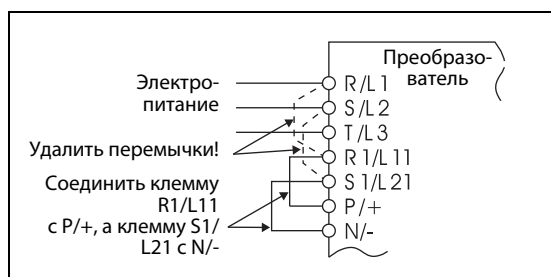 Преобразо-
ватель
Электро-
питание
R/L1
S/L2
T/L3
Удалить перемычки!
R1/L11
S1/L21
P/+
N/-
Соединить клемму
R1/L11
с P/+, а клемму S1/
L21 с N/-